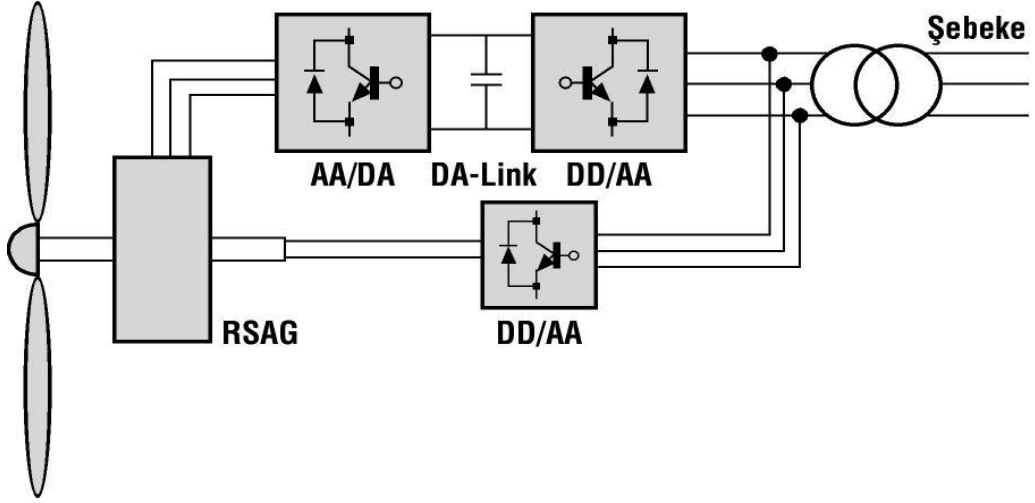 Şebeke
AA/DA
DA-Link
DD/AA
RSAG
DD/AA